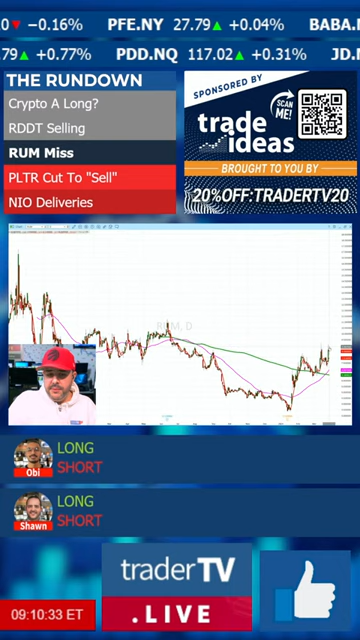 0▼ −0.16% PFE.NY 27.79▲ +0.04% BABA.
.79▲ +0.77% PDD.NQ 117.02▲ +0.31% JD.N
THE RUNDOWN
Crypto A Long?
RDDT Selling
RUM Miss
PLTR Cut To "Sell"
NIO Deliveries
SPONSORED BY
SCAN ME!
trade ideas
BROUGHT TO YOU BY
20%OFF:TRADERTV20
RUM, D
LONG
SHORT
Obi
LONG
SHORT
Shawn
traderTV
.LIVE
09:10:33 ET